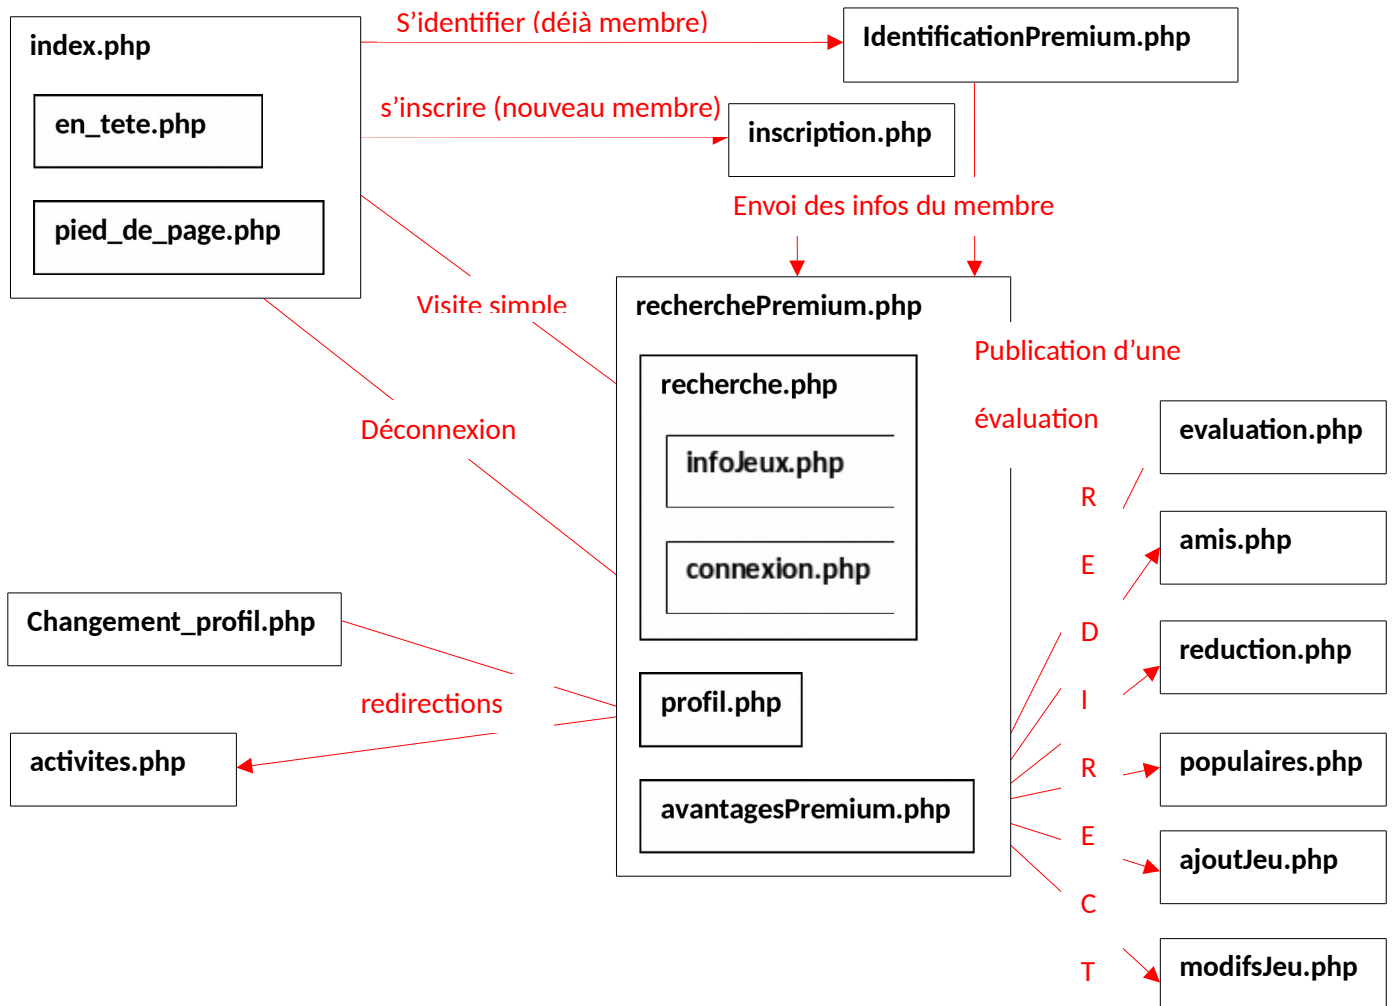 S’identifier (déjà membre)
index.php
IdentificationPremium.php
en_tete.php
s’inscrire (nouveau membre)
inscription.php
pied_de_page.php
Envoi des infos du membre
Visite simple
recherchePremium.php
Publication d’une
évaluation
recherche.php
infoJeux.php
connexion.php
Déconnexion
evaluation.php
amis.php
Changement_profil.php
reduction.php
redirections
profil.php
activites.php
populaires.php
avantagesPremium.php
ajoutJeu.php
modifsJeu.php
R
E
D
I
R
E
C
T